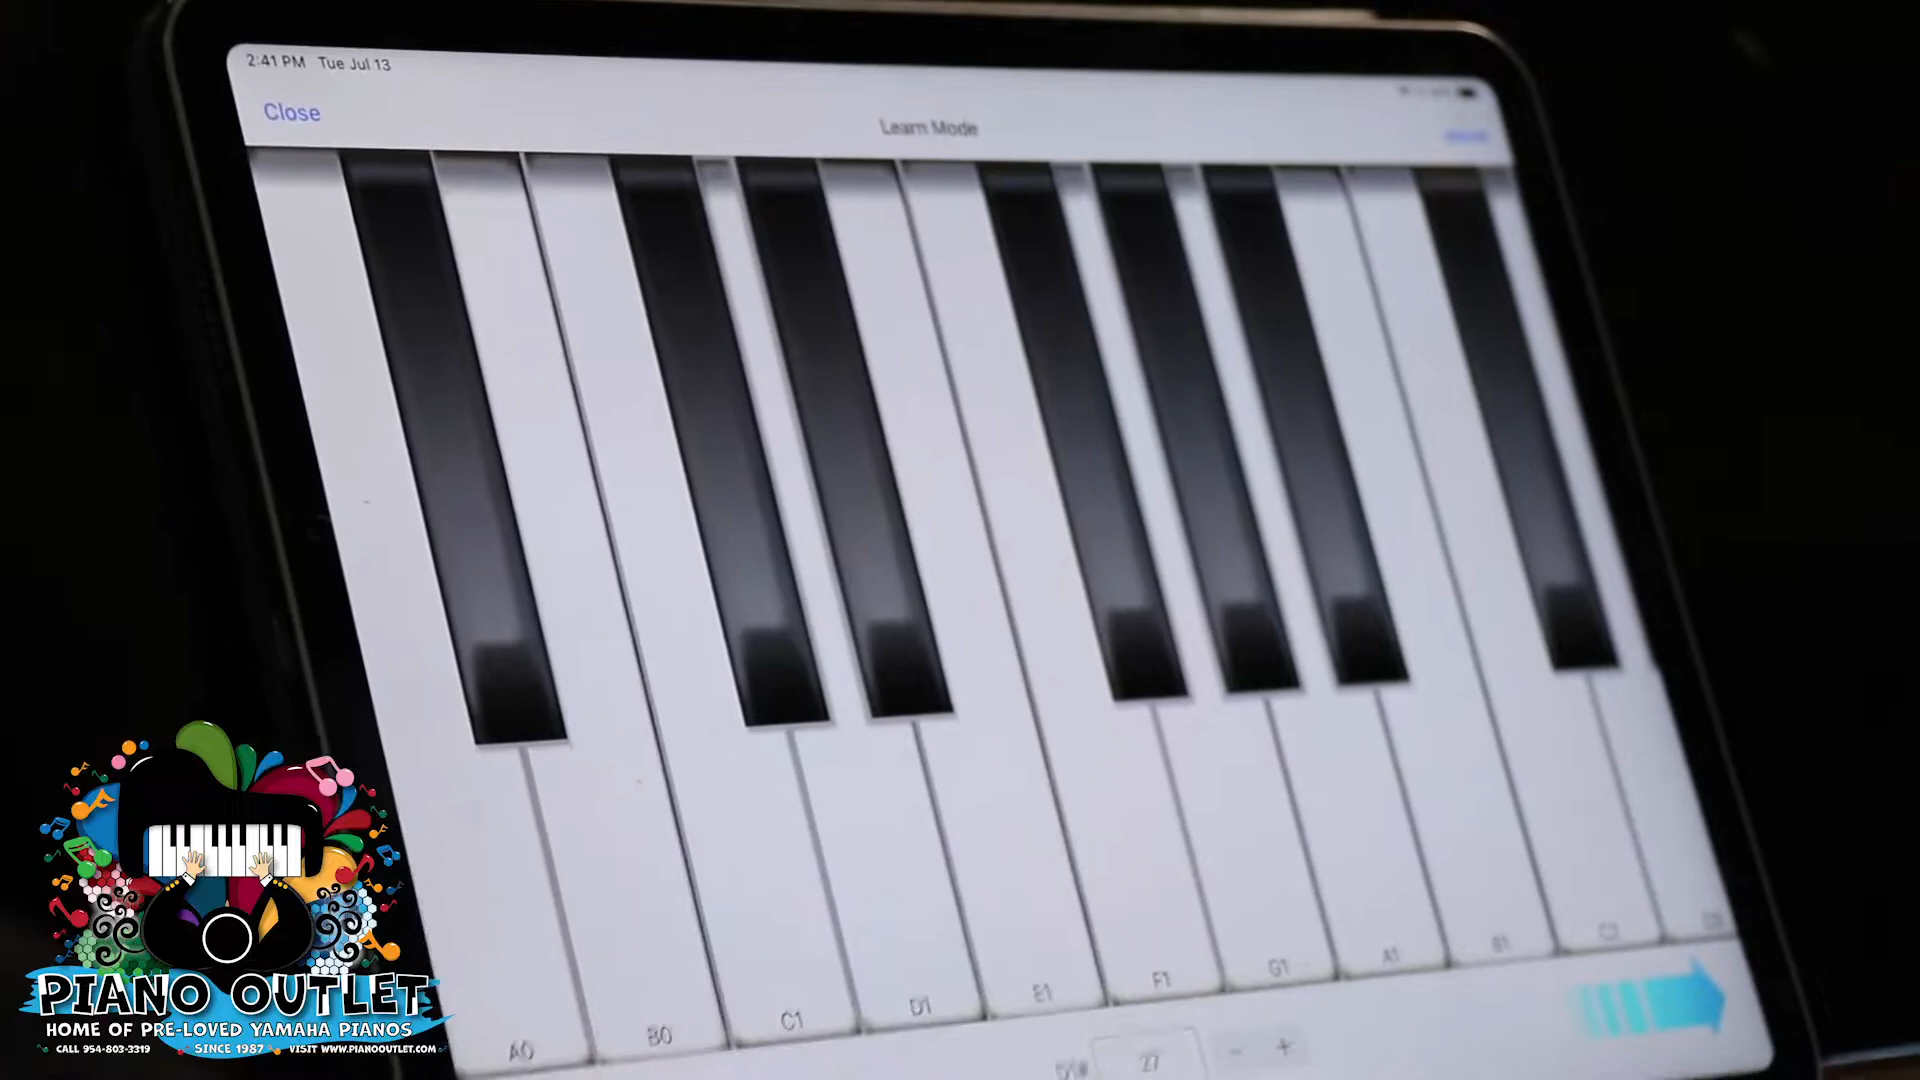 2:41 PM Tue Jul 13
Close
Learn Mode
A0
B0
C1
D1
E1
F1
G1
A1
B1
C2
27
- +
PIANO OUTLET
HOME OF PRE-LOVED YAMAHA PIANOS
CALL 954-803-3319 SINCE 1987 VISIT WWW.PIANOOUTLET.COM